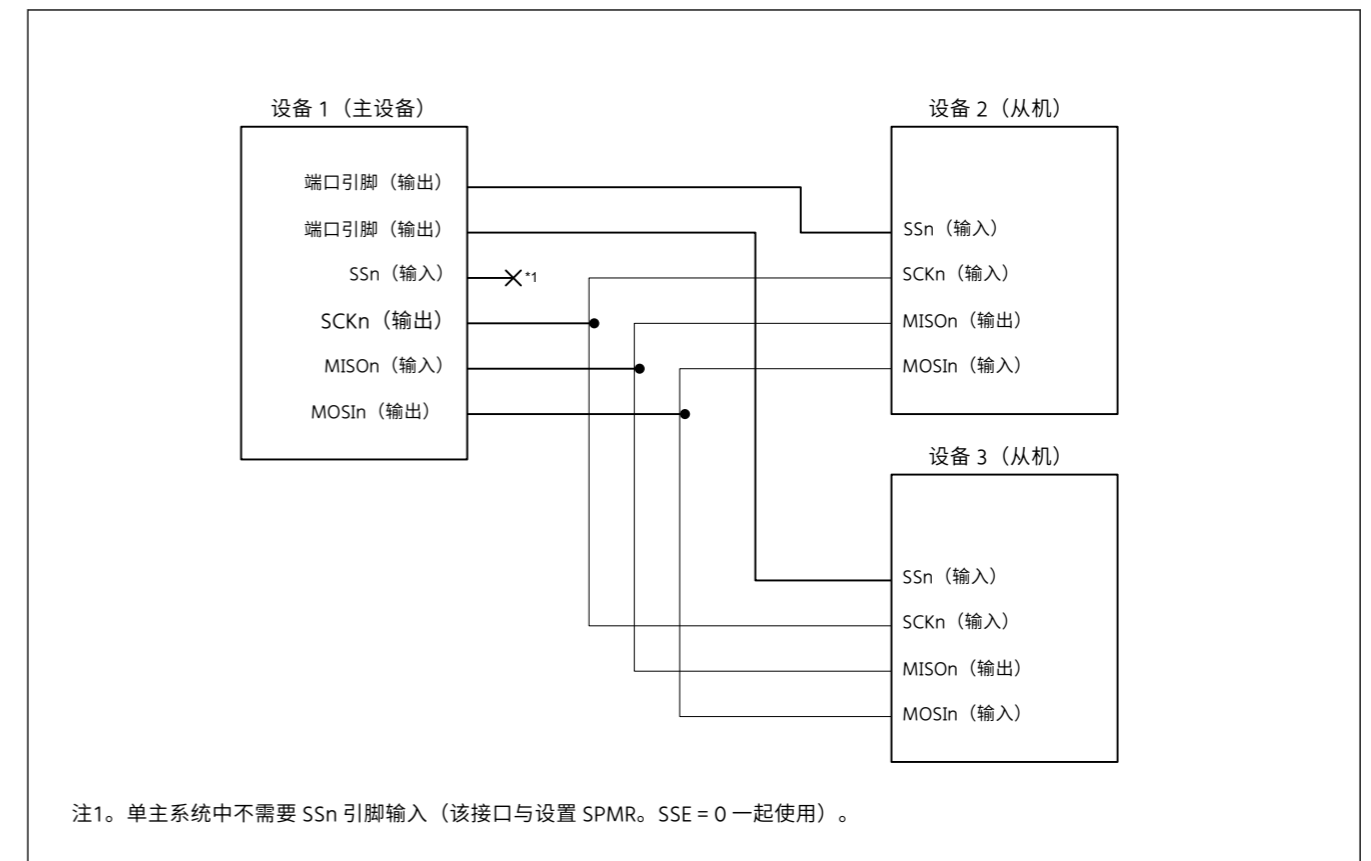 设备 1（主设备）
端口引脚（输出）
端口引脚（输出）
SSn（输入）
*1
SCKn（输出）
MISOn（输入）
MOSIn（输出）
设备 2（从机）
SSn（输入）
SCKn（输入）
MISOn（输出）
MOSIn（输入）
设备 3（从机）
SSn（输入）
SCKn（输入）
MISOn（输出）
MOSIn（输入）
注1。单主系统中不需要 SSn 引脚输入（该接口与设置 SPMR。SSE = 0 一起使用）。